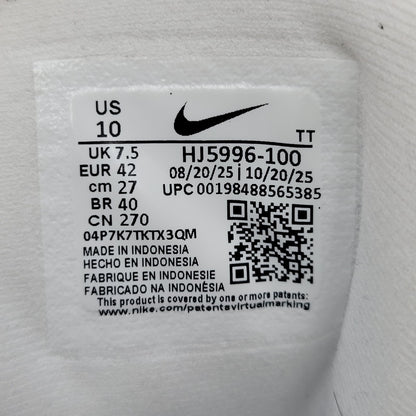 US
10
TT
UK 7.5
EUR 42
cm 27
BR 40
CN 270
HJ5996-100
08/20/25 | 10/20/25
UPC 00198488565385
04P7K7TKTX3QM
MADE IN INDONESIA
HECHO EN INDONESIA
FABRIQUE EN INDONESIE
FABRICADO NA INDONÉSIA
This product is covered by one or more patents:
www.nike.com/patentsvirtualmarking